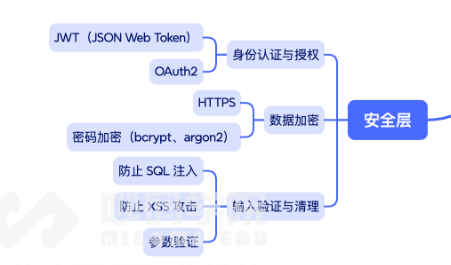 JWT（JSON Web Token）
OAuth2
身份认证与授权
HTTPS
密码加密（bcrypt、argon2）
数据加密
安全层
防止 SQL 注入
防止 XSS 攻击
参数验证
输入验证与清理